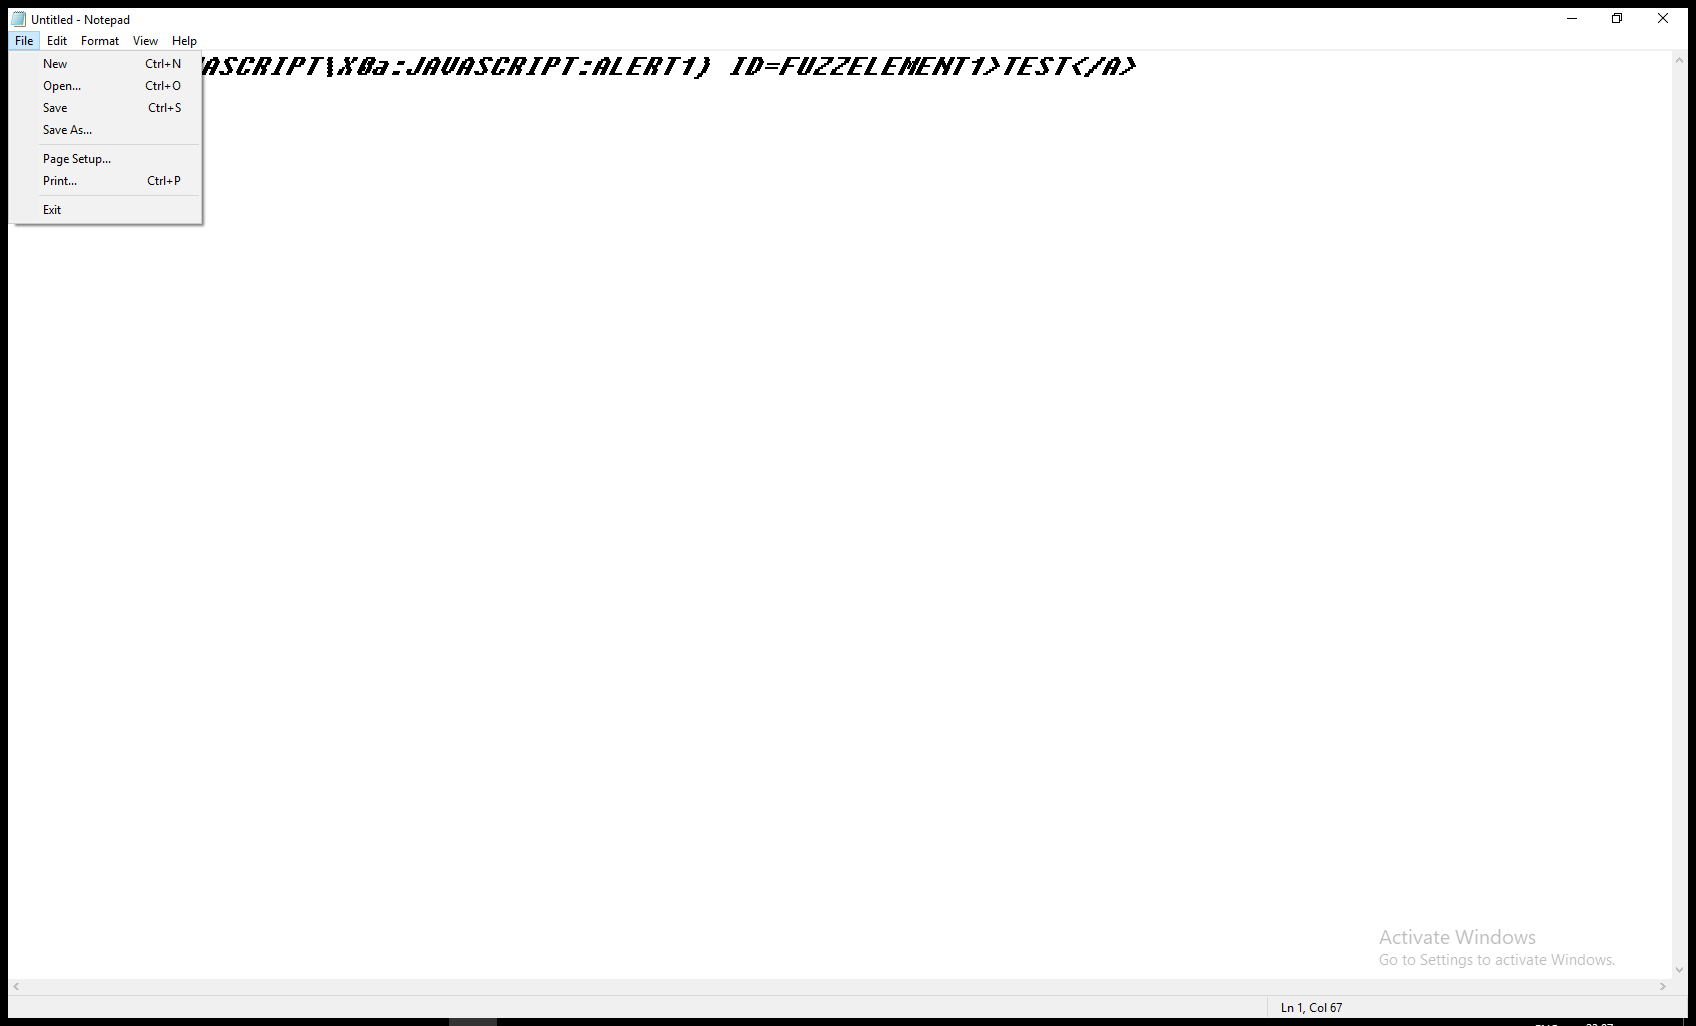 Untitled - Notepad
File Edit Format View Help
New Ctrl+N
Open... Ctrl+O
Save Ctrl+S
Save As...
Page Setup...
Print... Ctrl+P
Exit
ASCRIPT\X0a:JAVASCRIPT:ALERT1) ID=FUZZELEMENT1>TEST</A>
Activate Windows
Go to Settings to activate Windows.
Ln 1, Col 67